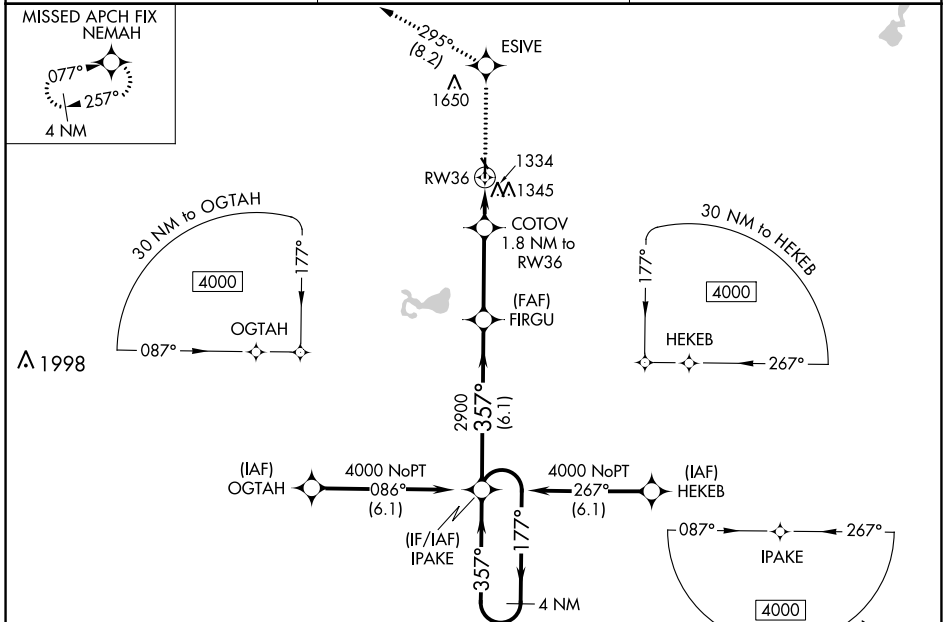 MISSED APCH FIX
NEMAH
077°
257°
4 NM
295°
(8.2)
ESIVE
1650
RW36
1334
1345
COTOV
1.8 NM to
RW36
30 NM to OGTAH
4000
177°
OGTAH
087°
1998
30 NM to HEKEB
177°
4000
HEKEB
267°
(FAF)
FIRGU
2900
357°
(6.1)
(IAF)
OGTAH
4000 NoPT
086°
(6.1)
4000 NoPT
267°
(6.1)
(IAF)
HEKEB
(IF/IAF)
IPAKE
357°
177°
4 NM
087°
267°
IPAKE
4000